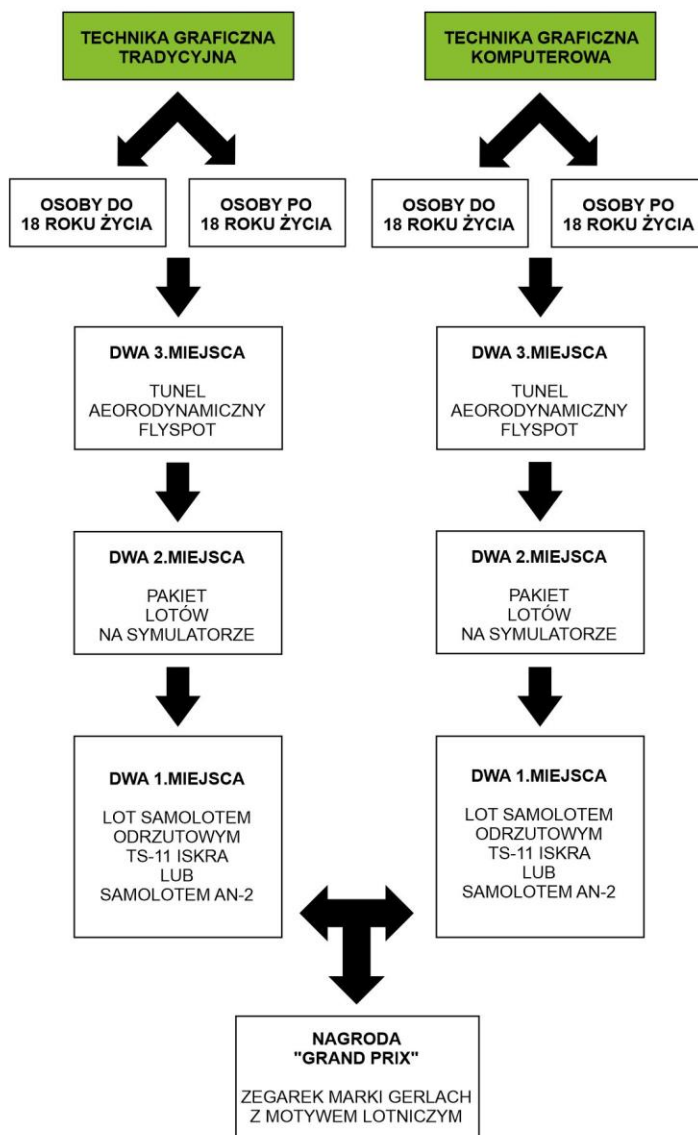 TECHNIKA GRAFICZNA
TRADYCYJNA
OSOBY DO
18 ROKU ŻYCIA
OSOBY PO
18 ROKU ŻYCIA
DWA 3.MIEJSCA
TUNEL
AEORODYNAMICZNY
FLYSPOT
DWA 2.MIEJSCA
PAKIET
LOTÓW
NA SYMULATORZE
DWA 1.MIEJSCA
LOT SAMOLOTEM
ODRZUTOWYM
TS-11 ISKRA
LUB
SAMOLOTEM AN-2
TECHNIKA GRAFICZNA
KOMPUTEROWA
OSOBY DO
18 ROKU ŻYCIA
OSOBY PO
18 ROKU ŻYCIA
DWA 3.MIEJSCA
TUNEL
AEORODYNAMICZNY
FLYSPOT
DWA 2.MIEJSCA
PAKIET
LOTÓW
NA SYMULATORZE
DWA 1.MIEJSCA
LOT SAMOLOTEM
ODRZUTOWYM
TS-11 ISKRA
LUB
SAMOLOTEM AN-2
NAGRODA
"GRAND PRIX"
ZEGAREK MARKI GERLACH
Z MOTYWEM LOTNICZYM